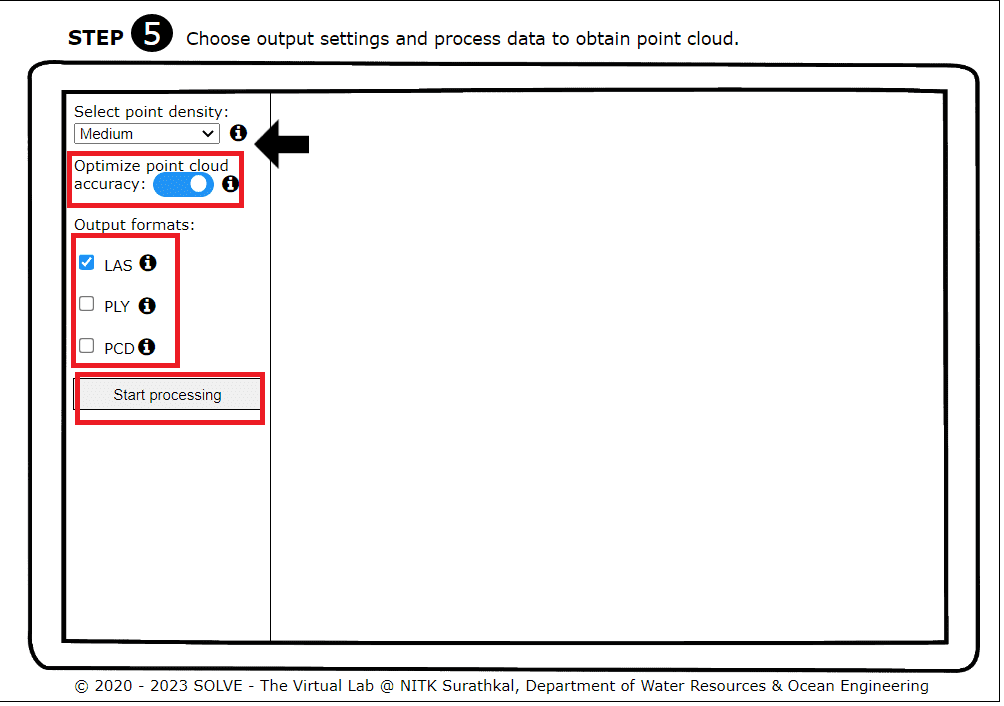 STEP 5 Choose output settings and process data to obtain point cloud.
Select point density:
Medium
Optimize point cloud
accuracy:
Output formats:
LAS
PLY
PCD
Start processing
© 2020 - 2023 SOLVE - The Virtual Lab @ NITK Surathkal, Department of Water Resources & Ocean Engineering